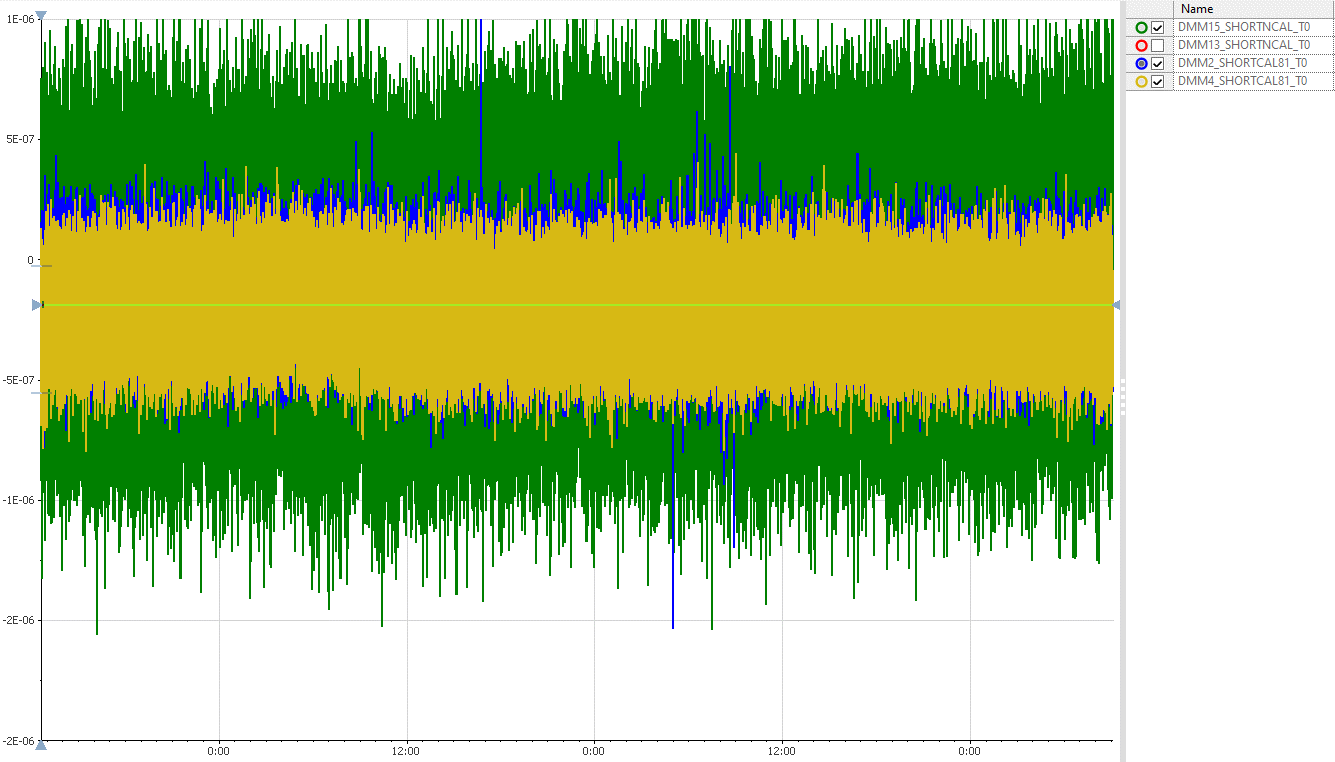 1E-06
5E-07
0
-5E-07
-1E-06
-2E-06
-2E-06
0:00 12:00 0:00 12:00 0:00
Name
DMM15_SHORTNCAL_T0
DMM13_SHORTNCAL_T0
DMM2_SHORTCAL81_T0
DMM4_SHORTCAL81_T0